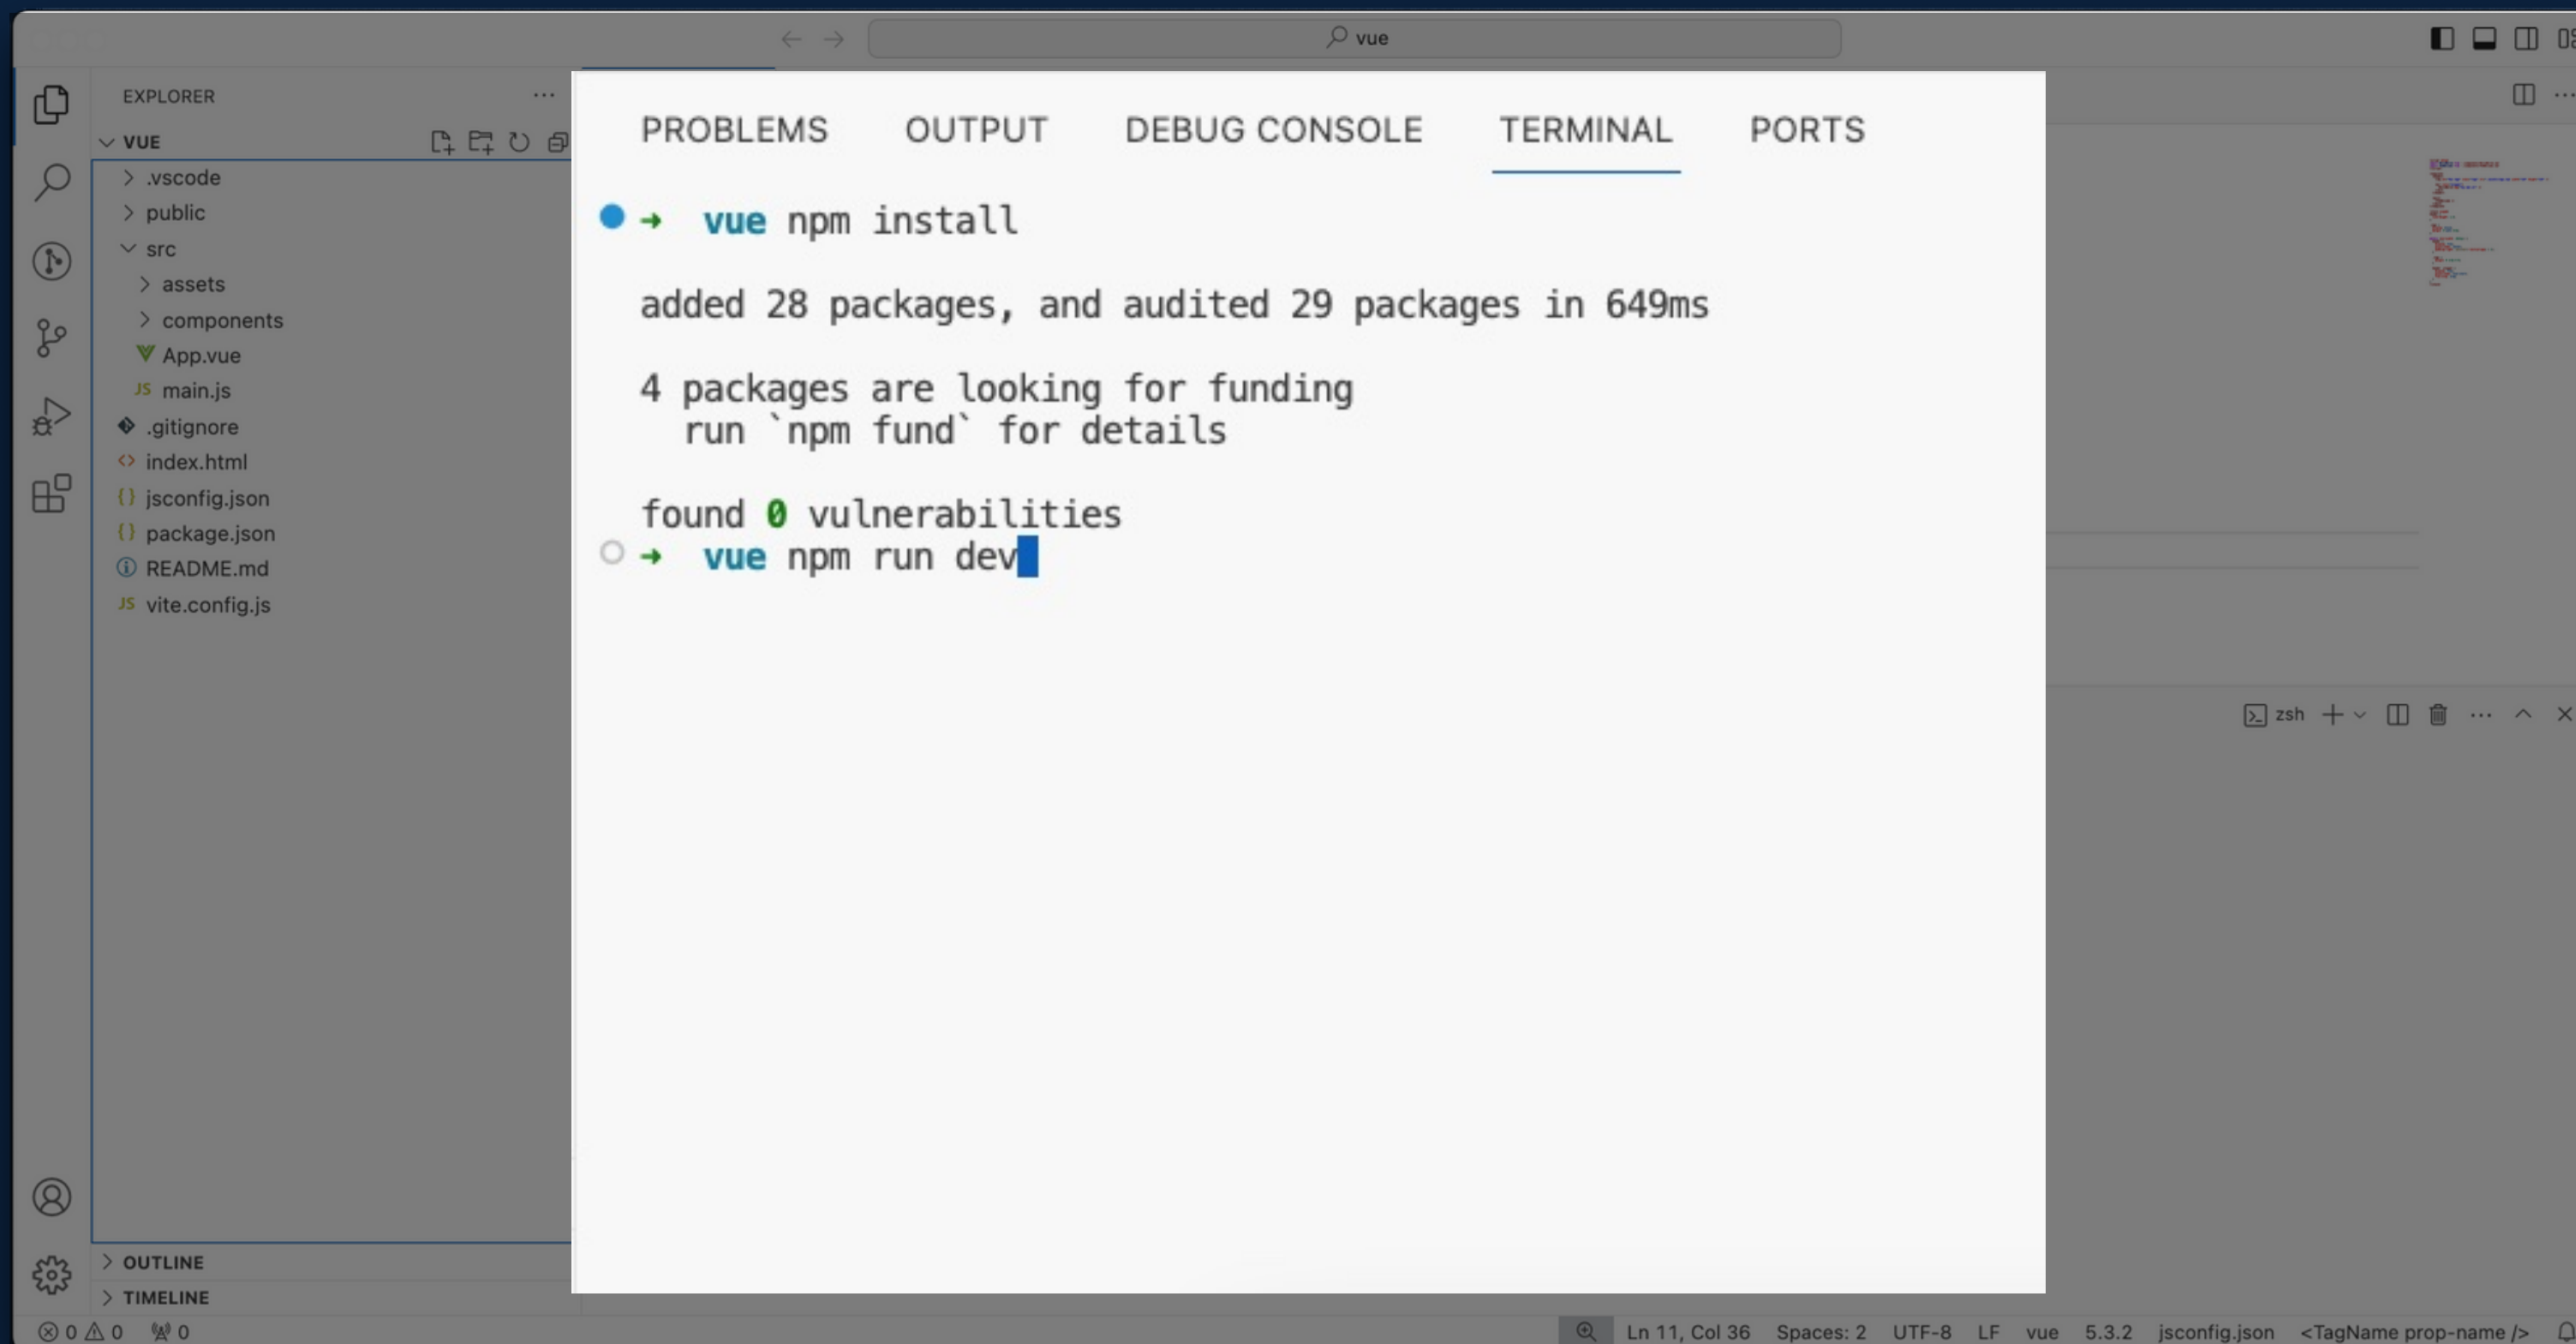 vue
EXPLORER
VUE
.vscode
public
src
assets
components
App.vue
JS main.js
.gitignore
<> index.html
{} jsconfig.json
{} package.json
README.md
JS vite.config.js
OUTLINE
TIMELINE
PROBLEMS OUTPUT DEBUG CONSOLE TERMINAL PORTS
➜ vue npm install
added 28 packages, and audited 29 packages in 649ms
4 packages are looking for funding
run `npm fund` for details
found 0 vulnerabilities
➜ vue npm run dev
zsh
0 0 0 Ln 11, Col 36 Spaces: 2 UTF-8 LF vue 5.3.2 jsconfig.json <TagName prop-name />